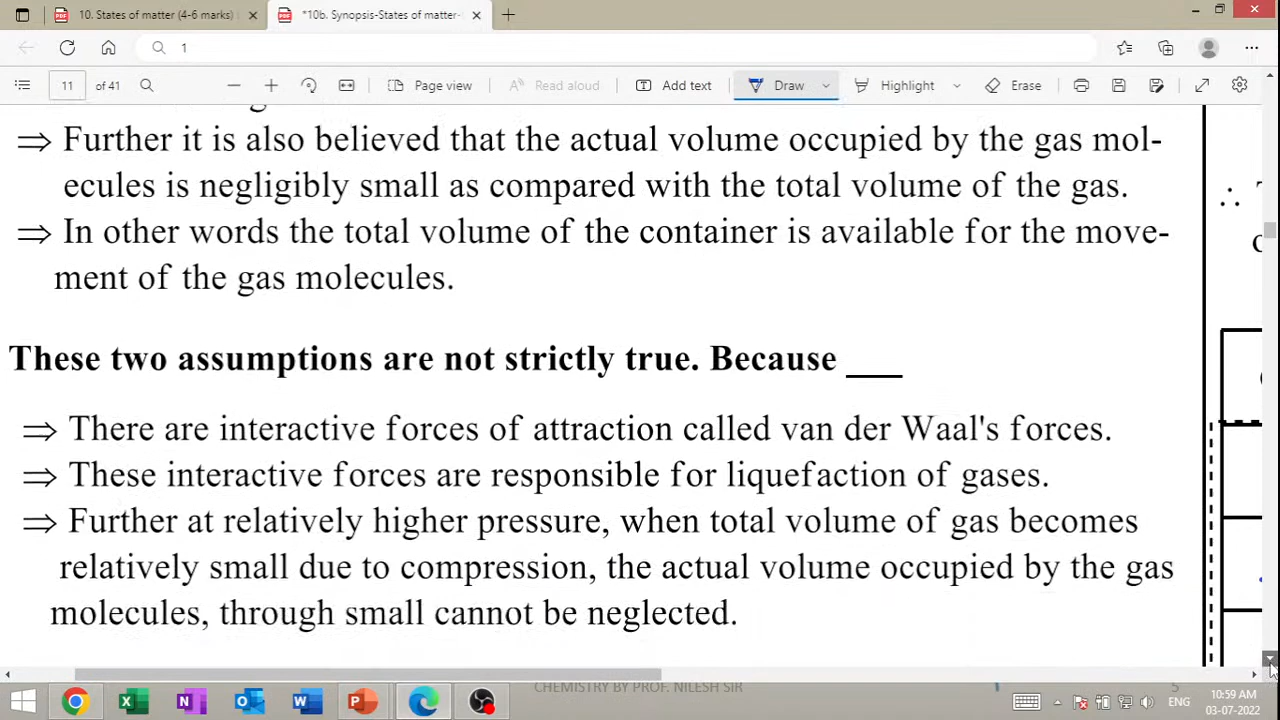 10. States of matter (4-6 marks)
*10b. Synopsis-States of matter-
1
11 of 41
Page view
Read aloud
Add text
Draw
Highlight
Erase
⇒ Further it is also believed that the actual volume occupied by the gas mol-
ecules is negligibly small as compared with the total volume of the gas.
⇒ In other words the total volume of the container is available for the move-
ment of the gas molecules.
These two assumptions are not strictly true. Because ___
⇒ There are interactive forces of attraction called van der Waal's forces.
⇒ These interactive forces are responsible for liquefaction of gases.
⇒ Further at relatively higher pressure, when total volume of gas becomes
relatively small due to compression, the actual volume occupied by the gas
molecules, through small cannot be neglected.
CHEMISTRY BY PROF. NILESH SIR
5
ENG
10:59 AM
03-07-2022